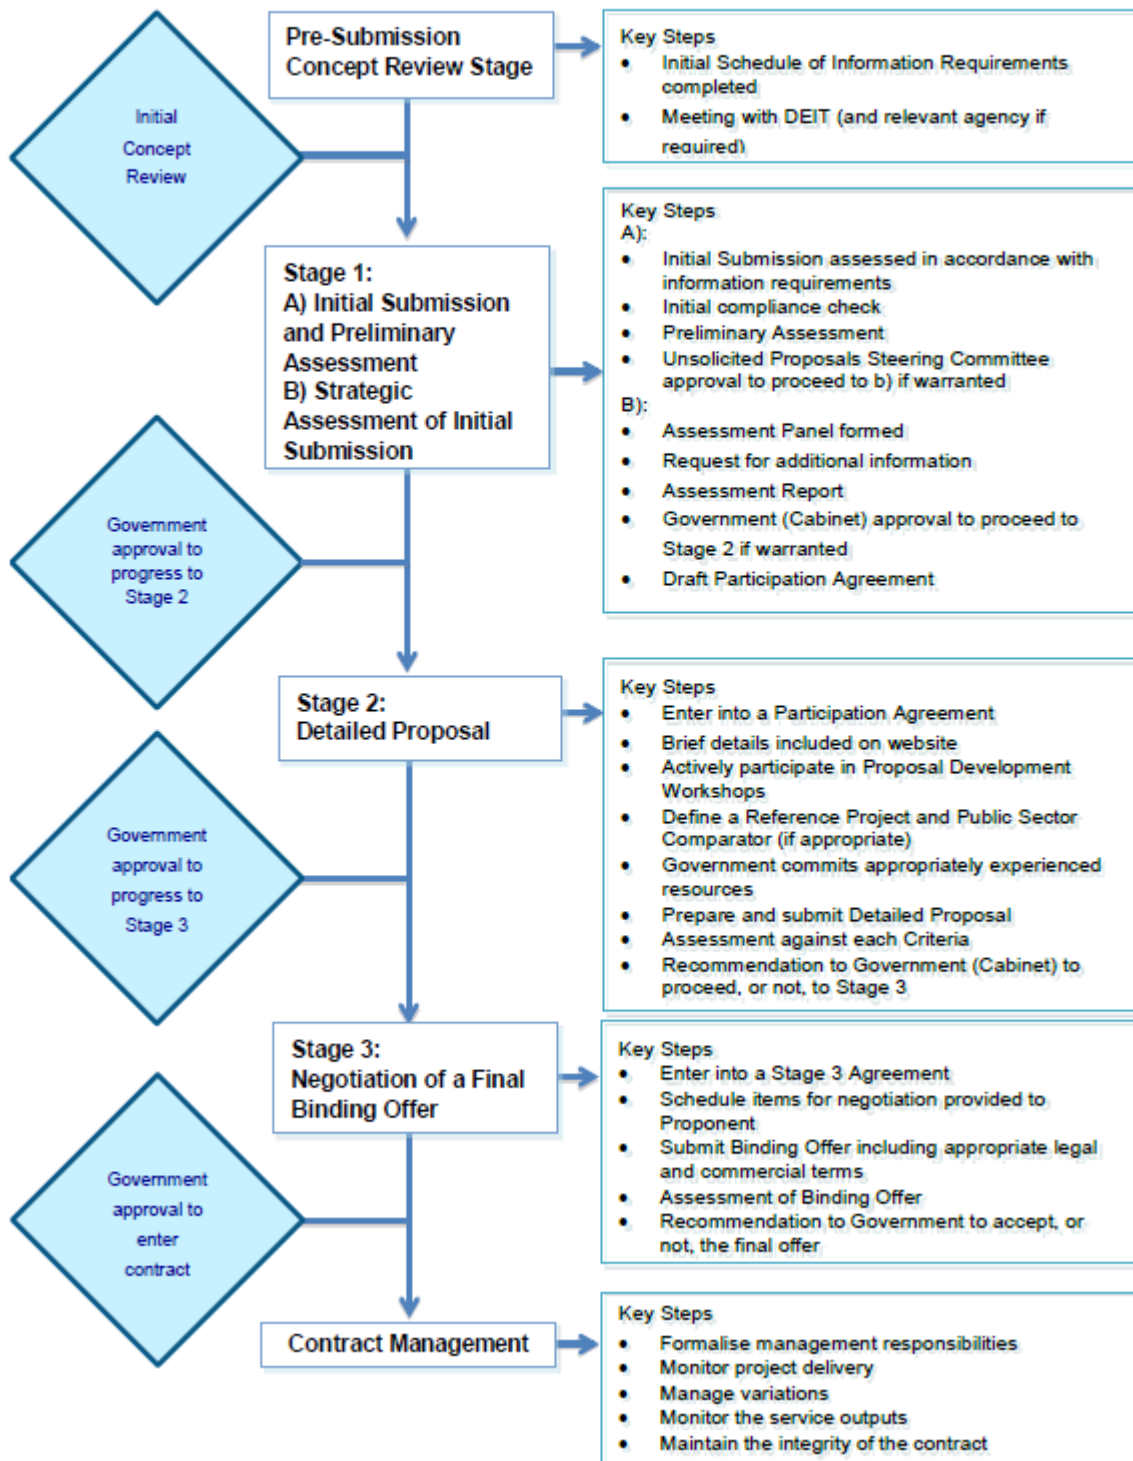 Pre-Submission
Concept Review Stage
Key Steps
• Initial Schedule of Information Requirements
completed
• Meeting with DEIT (and relevant agency if
required)
Initial
Concept
Review
Stage 1:
A) Initial Submission
and Preliminary
Assessment
B) Strategic
Assessment of Initial
Submission
Key Steps
A):
• Initial Submission assessed in accordance with
information requirements
• Initial compliance check
• Preliminary Assessment
• Unsolicited Proposals Steering Committee
approval to proceed to b) if warranted
B):
• Assessment Panel formed
• Request for additional information
• Assessment Report
• Government (Cabinet) approval to proceed to
Stage 2 if warranted
• Draft Participation Agreement
Government
approval to
progress to
Stage 2
Stage 2:
Detailed Proposal
Key Steps
• Enter into a Participation Agreement
• Brief details included on website
• Actively participate in Proposal Development
Workshops
• Define a Reference Project and Public Sector
Comparator (if appropriate)
• Government commits appropriately experienced
resources
• Prepare and submit Detailed Proposal
• Assessment against each Criteria
• Recommendation to Government (Cabinet) to
proceed, or not, to Stage 3
Government
approval to
progress to
Stage 3
Stage 3:
Negotiation of a Final
Binding Offer
Key Steps
• Enter into a Stage 3 Agreement
• Schedule items for negotiation provided to
Proponent
• Submit Binding Offer including appropriate legal
and commercial terms
• Assessment of Binding Offer
• Recommendation to Government to accept, or
not, the final offer
Government
approval to
enter
contract
Contract Management
Key Steps
• Formalise management responsibilities
• Monitor project delivery
• Manage variations
• Monitor the service outputs
• Maintain the integrity of the contract